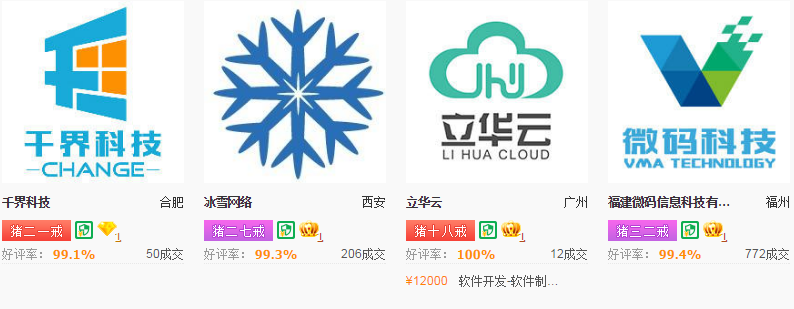 千界科技
CHANGE
立华云
LI HUA CLOUD
微码科技
VMA TECHNOLOGY
千界科技 合肥
猪二一戒 1
好评率: 99.1% 50成交
冰雪网络 西安
猪二七戒 1
好评率: 99.3% 206成交
立华云 广州
猪十八戒 1
好评率: 100% 12成交
¥12000 软件开发-软件制...
福建微码信息科技有... 福州
猪三二戒 1
好评率: 99.4% 772成交